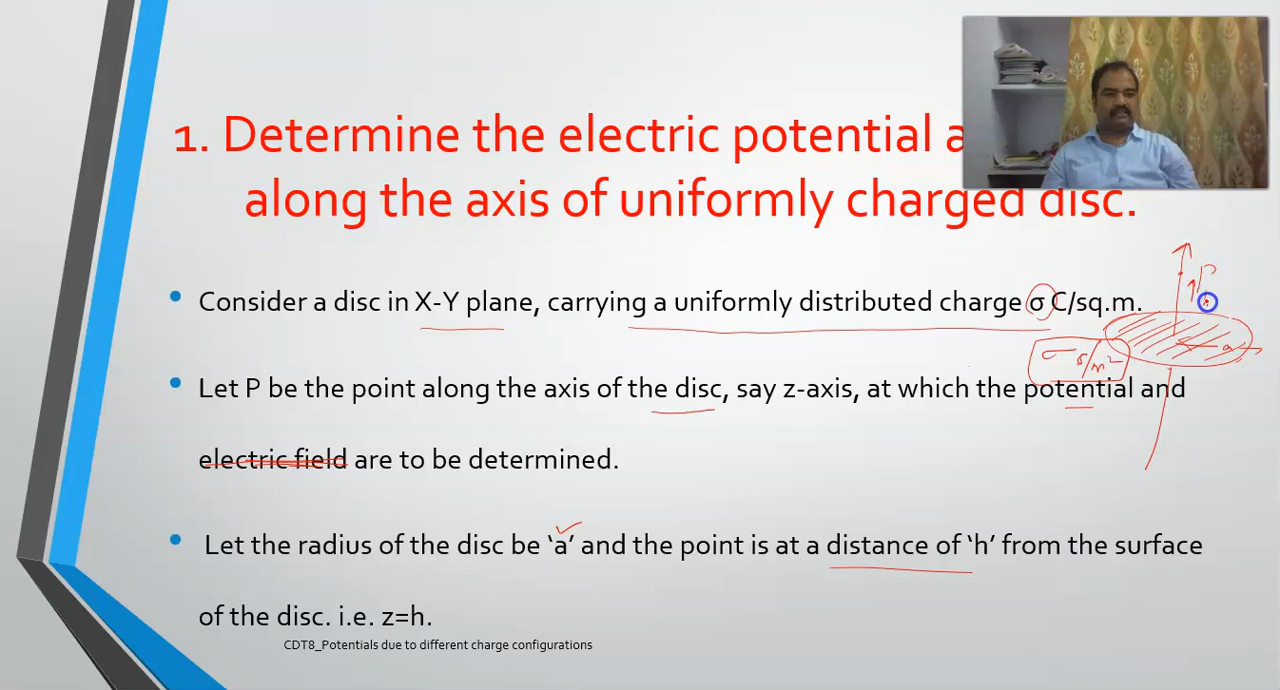 1. Determine the electric potential a
along the axis of uniformly charged disc.
Consider a disc in X-Y plane, carrying a uniformly distributed charge σ C/sq.m.
P
h
a
σ c/m²
Let P be the point along the axis of the disc, say z-axis, at which the potential and
electric field are to be determined.
Let the radius of the disc be ‘a’ and the point is at a distance of ‘h’ from the surface
of the disc. i.e. z=h.
CDT8_Potentials due to different charge configurations